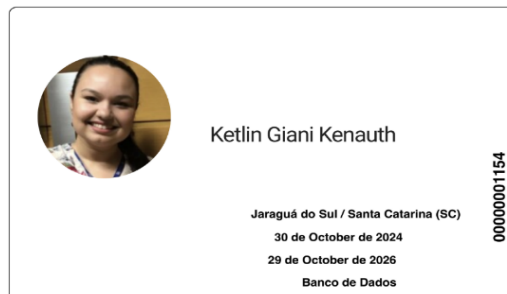 Ketlin Giani Kenauth
Jaraguá do Sul / Santa Catarina (SC)
30 de October de 2024
29 de October de 2026
Banco de Dados
00000001154